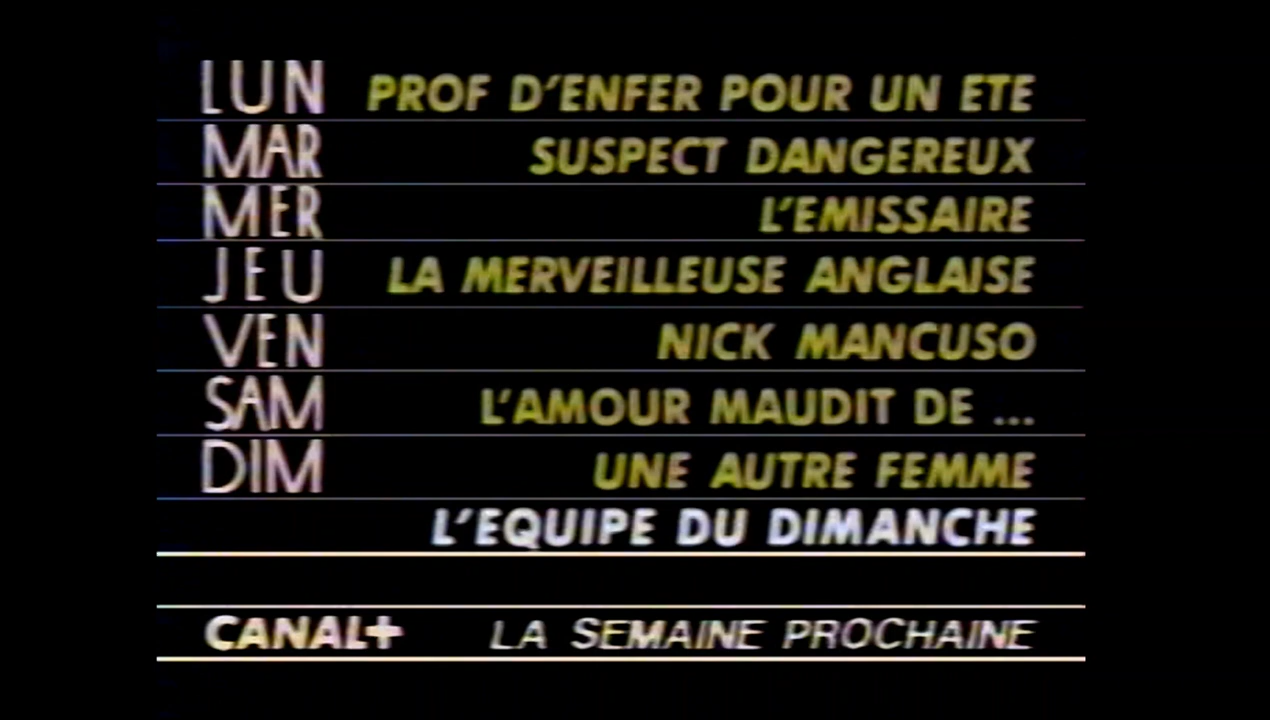 LUN PROF D'ENFER POUR UN ETE
MAR SUSPECT DANGEREUX
MER L'EMISSAIRE
JEU LA MERVEILLEUSE ANGLAISE
VEN NICK MANCUSO
SAM L'AMOUR MAUDIT DE ...
DIM UNE AUTRE FEMME
L'EQUIPE DU DIMANCHE
CANAL+ LA SEMAINE PROCHAINE